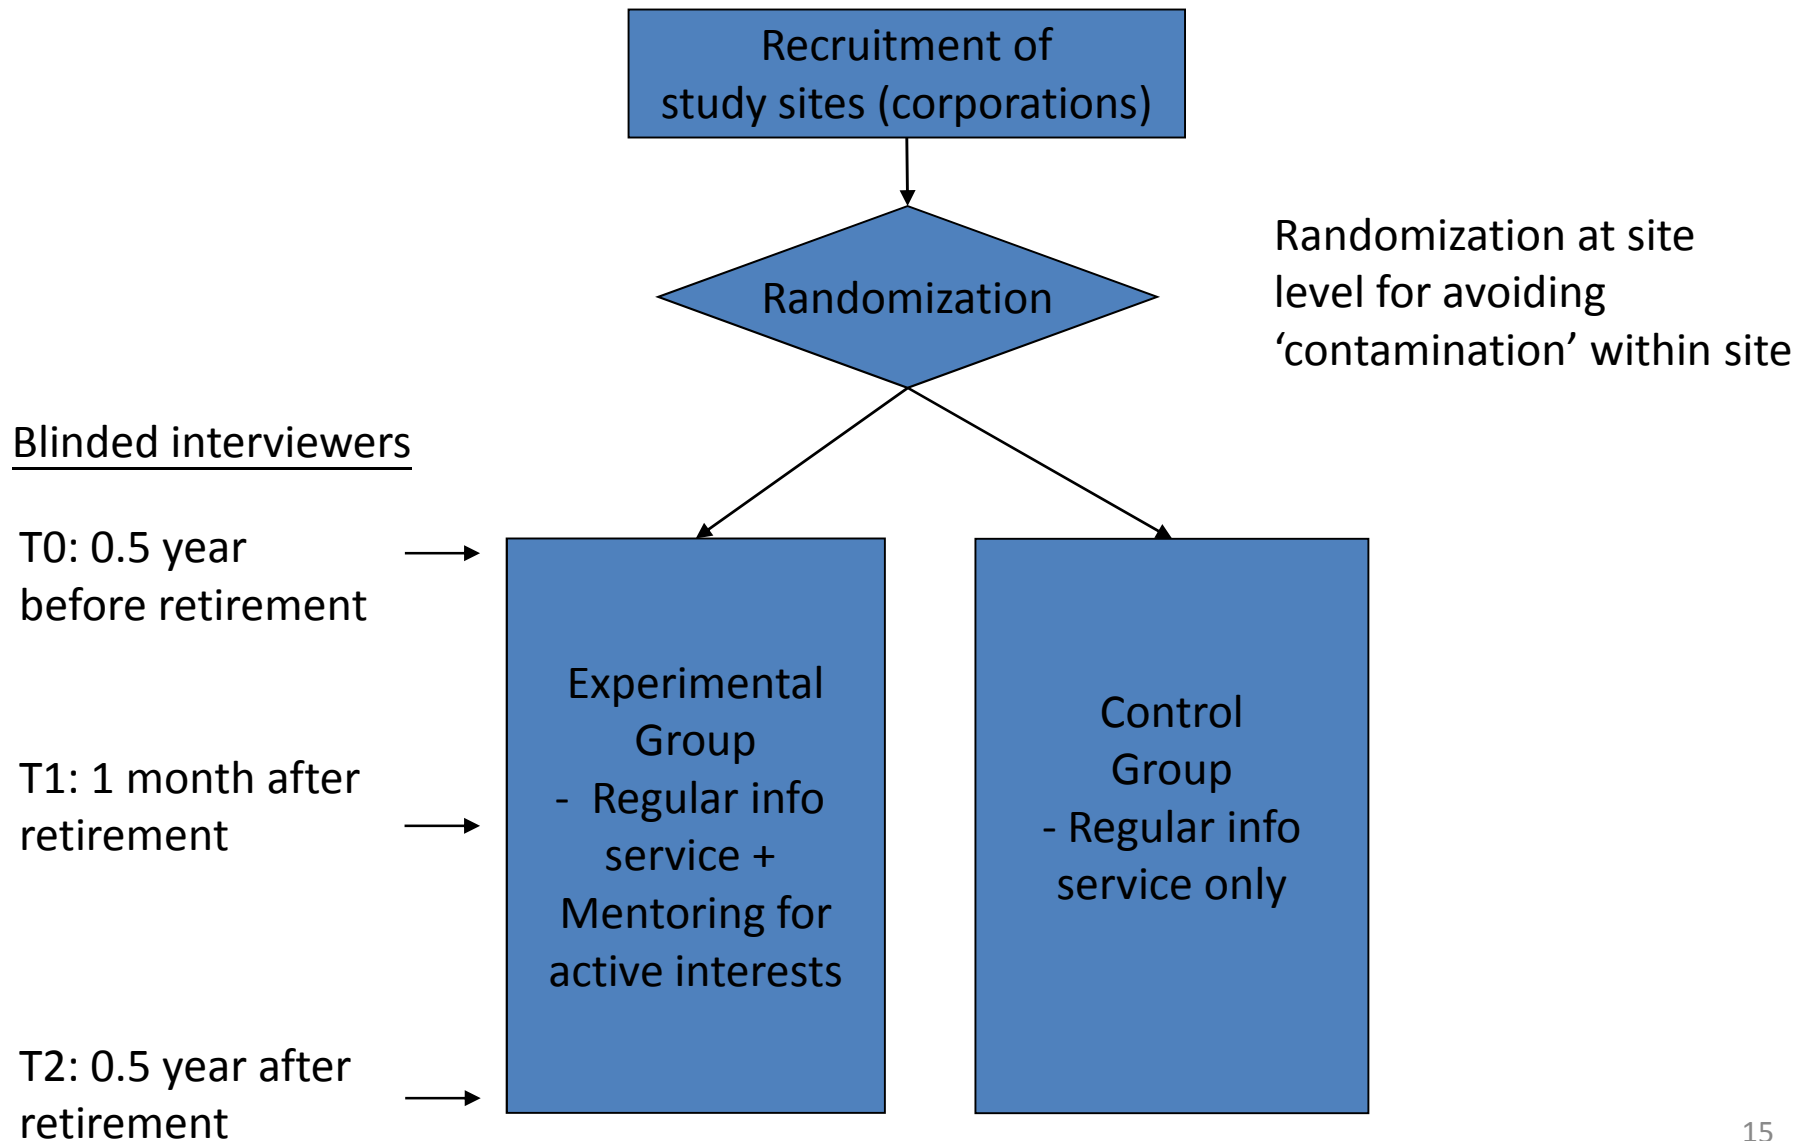 Recruitment of
study sites (corporations)
Randomization
Randomization at site
level for avoiding
‘contamination’ within site
Blinded interviewers
T0: 0.5 year
before retirement
T1: 1 month after
retirement
T2: 0.5 year after
retirement
Experimental
Group
- Regular info
service +
Mentoring for
active interests
Control
Group
- Regular info
service only
15